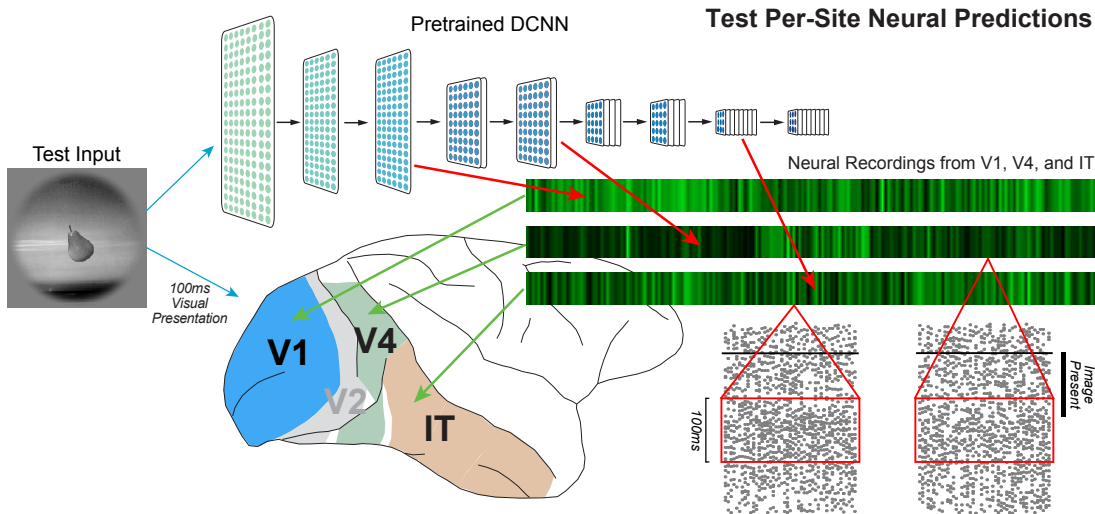 Pretrained DCNN
Test Per-Site Neural Predictions
Test Input
Neural Recordings from V1, V4, and IT
100ms
Visual
Presentation
V1
V4
V2
IT
100ms
Image
Present